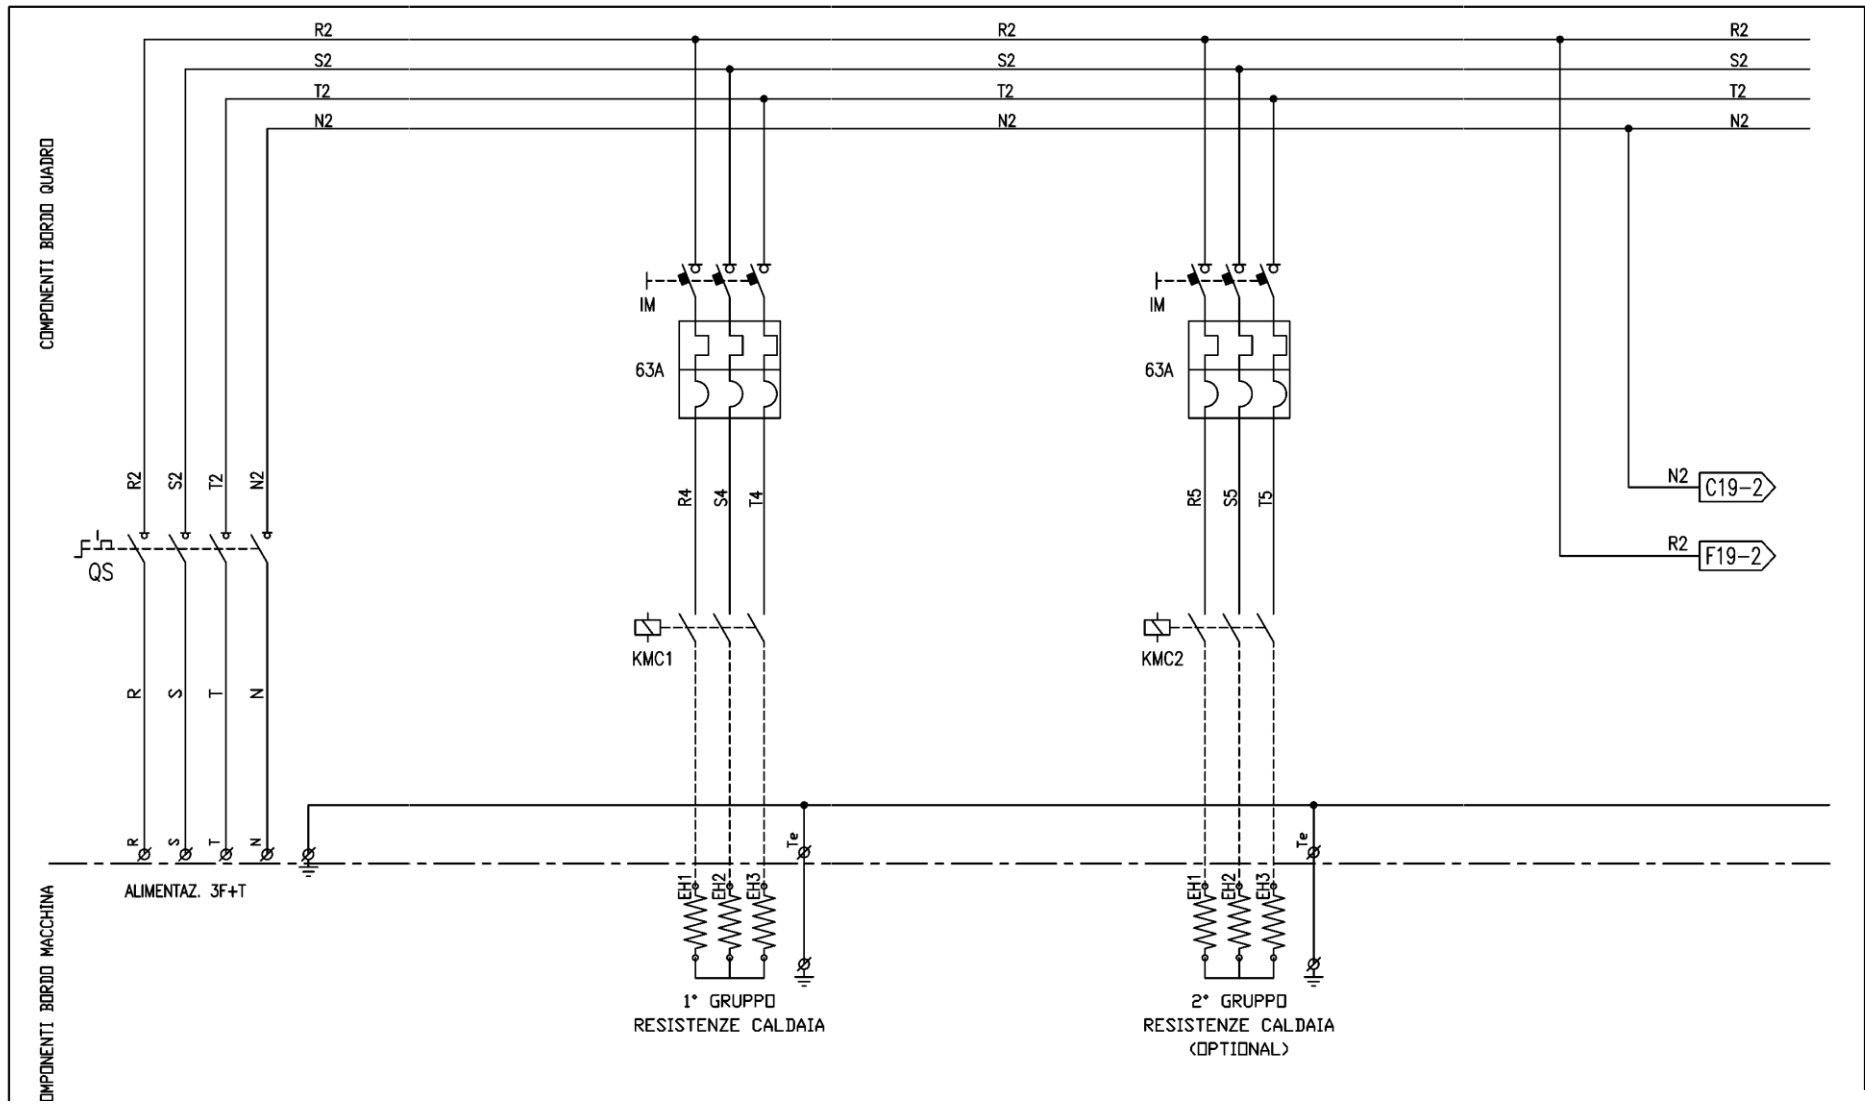 R2 R2 R2
S2 S2 S2
T2 T2 T2
N2 N2 N2
COMPONENTI BORDO QUADRO
IM IM
63A 63A
R2 S2 T2 N2
R4 S4 T4
R5 S5 T5
N2 C19-2
R2 F19-2
QS
KMC1 KMC2
R S T N
R S T N
Te Te
ALIMENTAZ. 3F+T
EH1 EH2 EH3
EH1 EH2 EH3
OMPONENTI BORDO MACCHINA
1° GRUPPO
RESISTENZE CALDAIA
2° GRUPPO
RESISTENZE CALDAIA
(OPTIONAL)